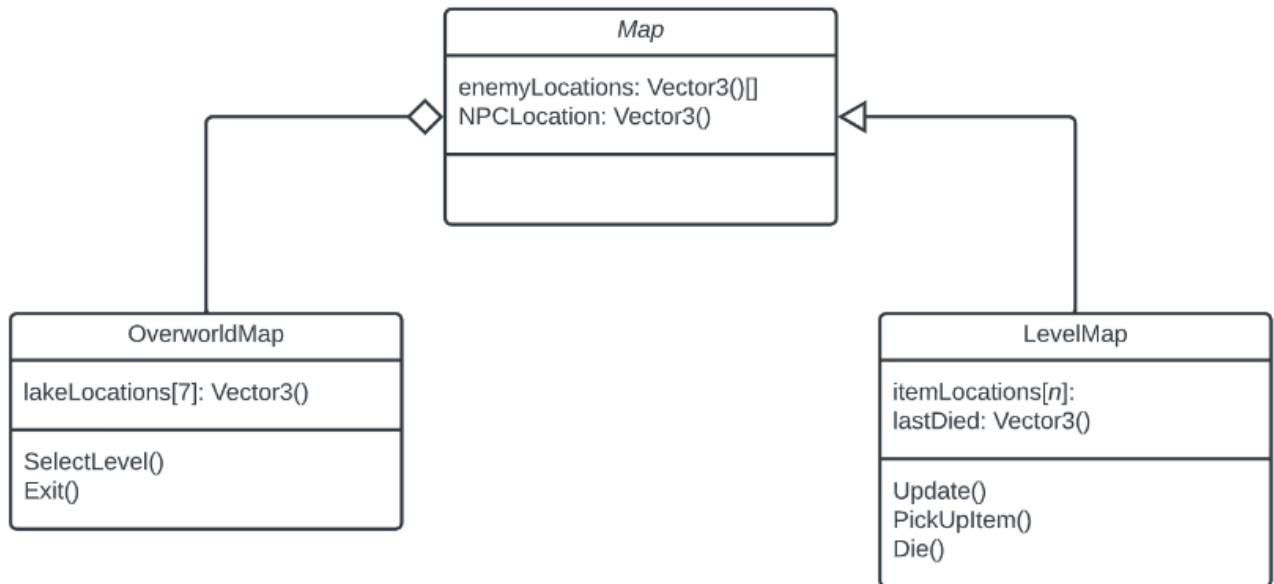 Map
enemyLocations: Vector3()[]
NPCLocation: Vector3()
OverworldMap
lakeLocations[7]: Vector3()
SelectLevel()
Exit()
LevelMap
itemLocations[n]:
lastDied: Vector3()
Update()
PickUpItem()
Die()